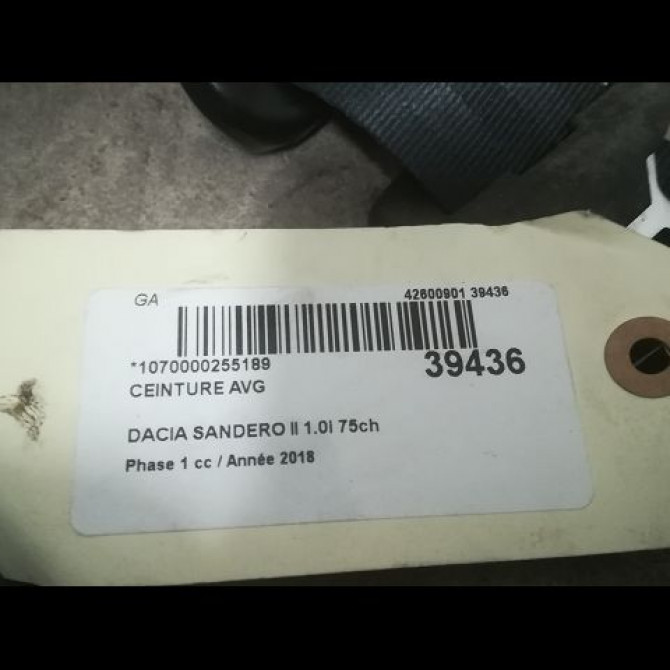 GA 42600901 39436
*1070000255189 39436
CEINTURE AVG
DACIA SANDERO II 1.0i 75ch
Phase 1 cc / Année 2018